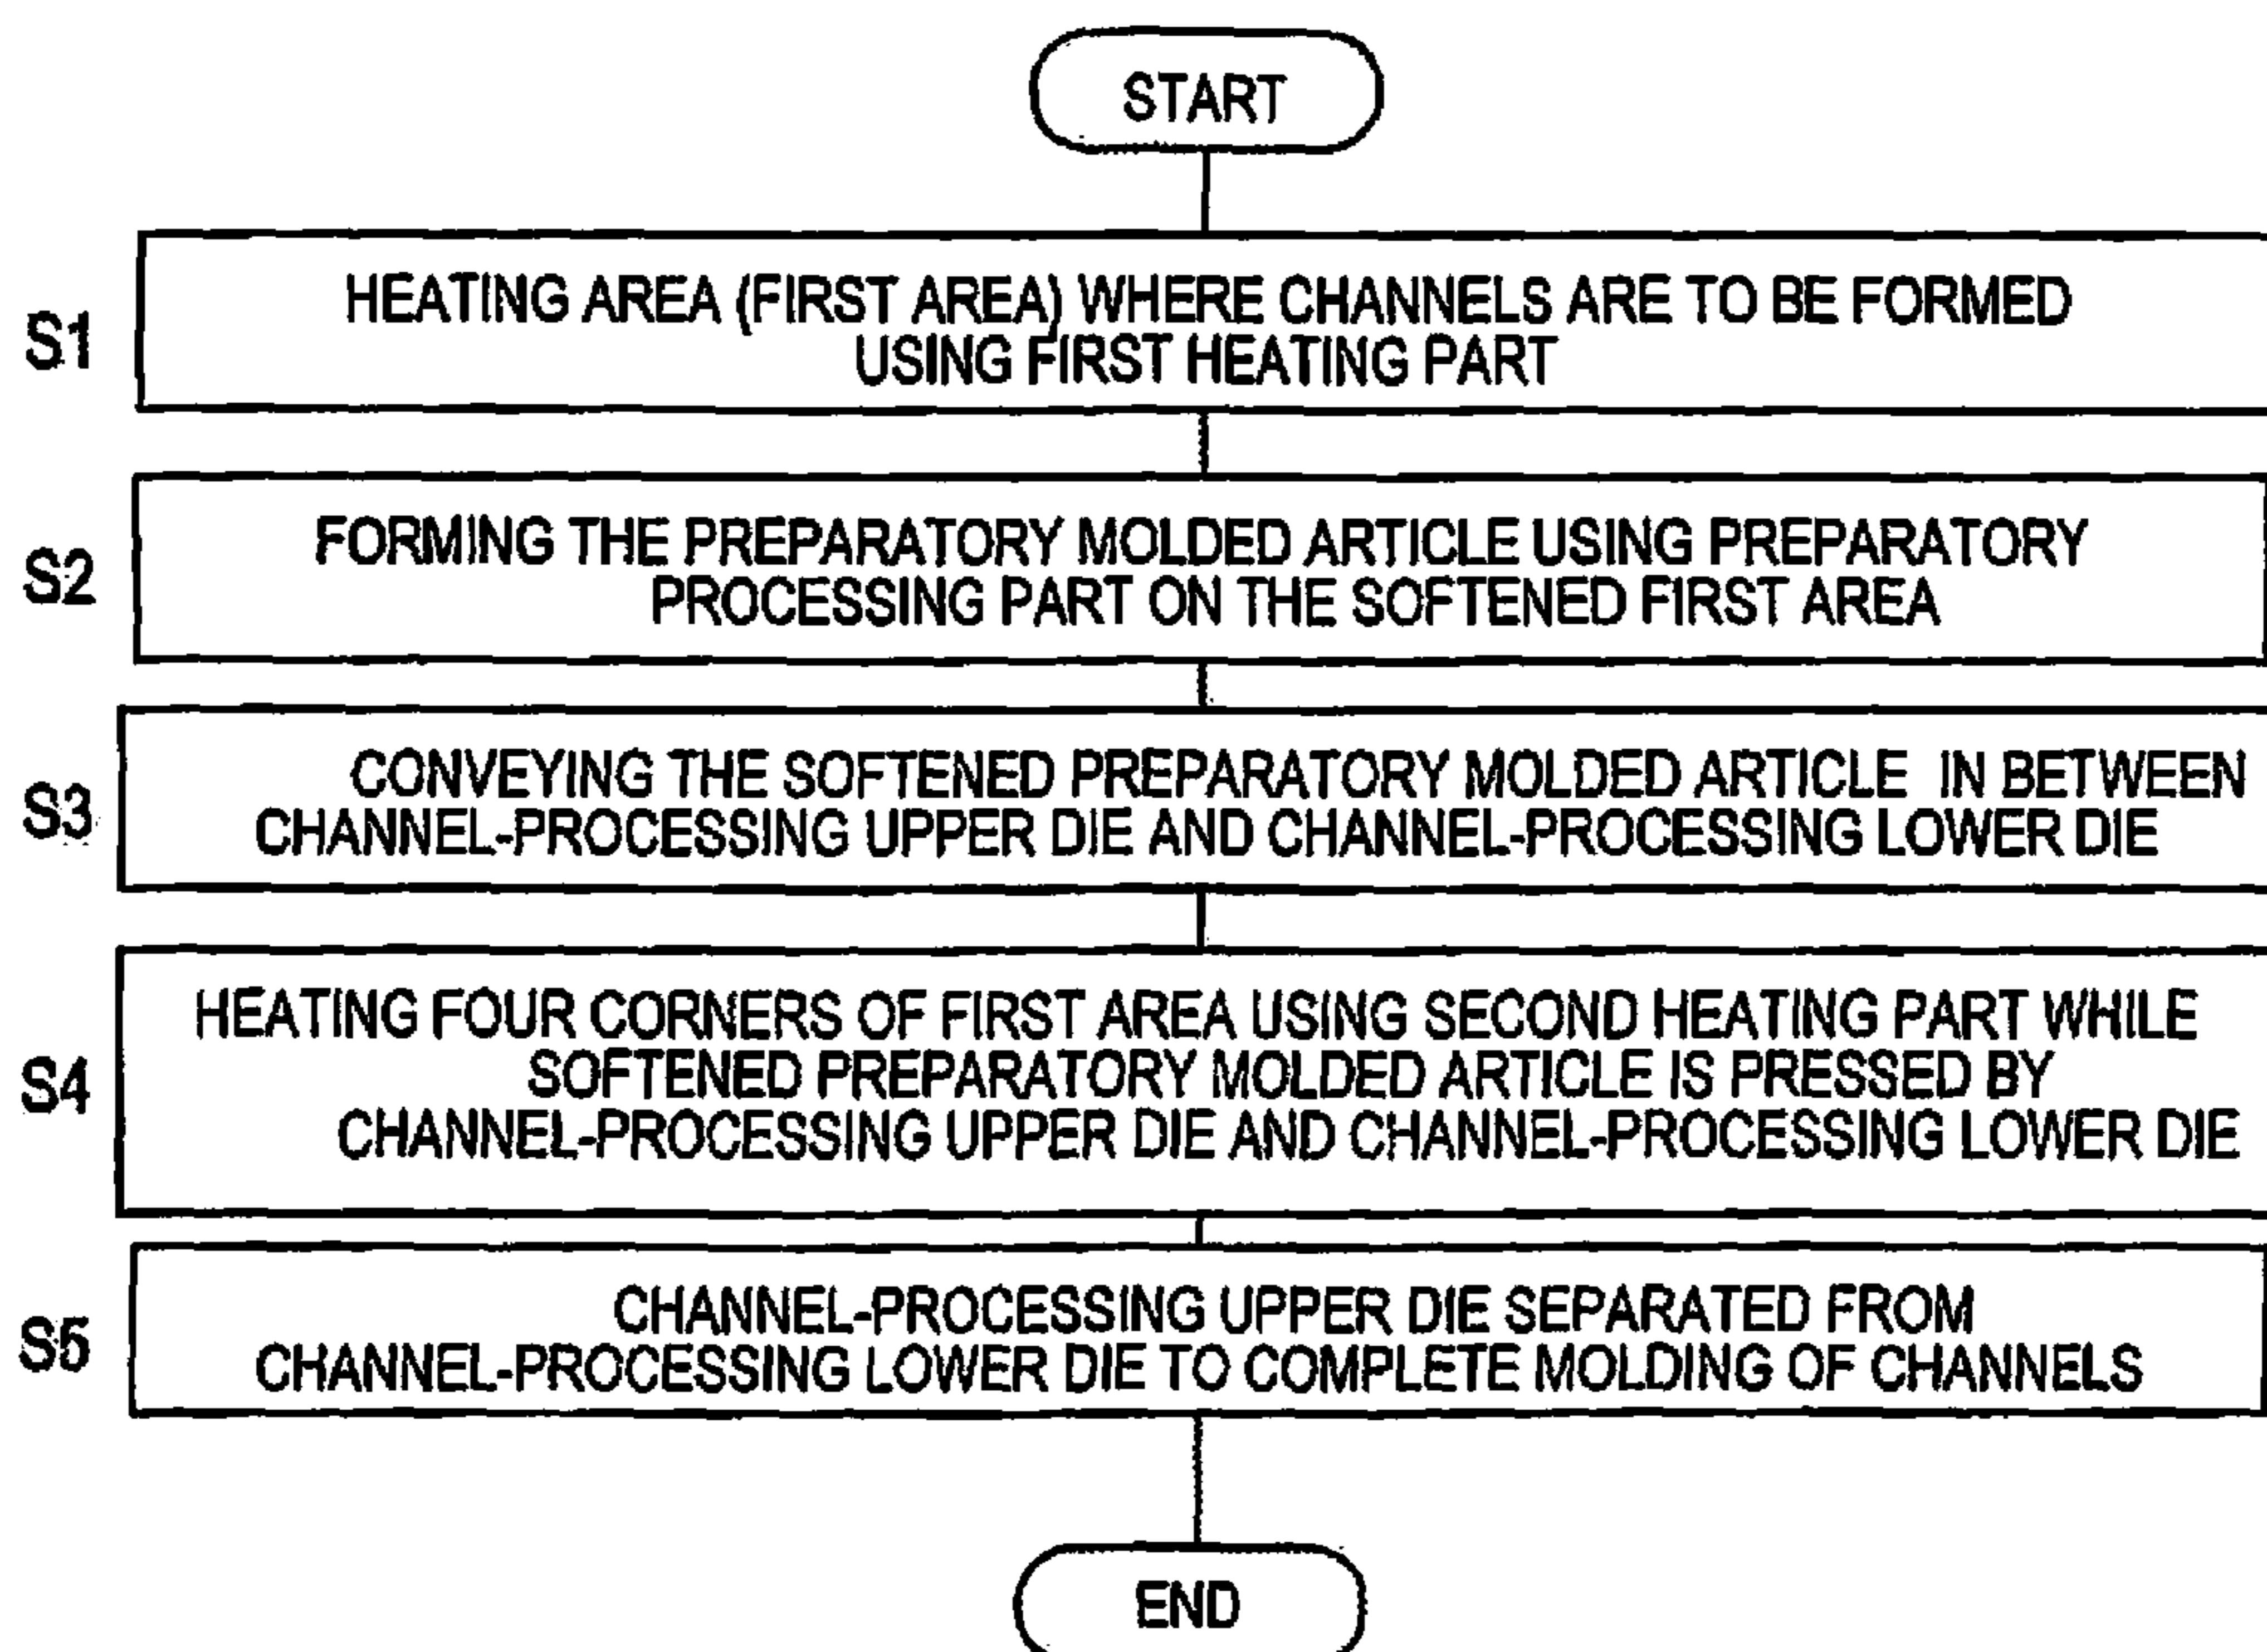 START
S1
HEATING AREA (FIRST AREA) WHERE CHANNELS ARE TO BE FORMED
USING FIRST HEATING PART
S2
FORMING THE PREPARATORY MOLDED ARTICLE USING PREPARATORY
PROCESSING PART ON THE SOFTENED FIRST AREA
S3
CONVEYING THE SOFTENED PREPARATORY MOLDED ARTICLE IN BETWEEN
CHANNEL-PROCESSING UPPER DIE AND CHANNEL-PROCESSING LOWER DIE
S4
HEATING FOUR CORNERS OF FIRST AREA USING SECOND HEATING PART WHILE
SOFTENED PREPARATORY MOLDED ARTICLE IS PRESSED BY
CHANNEL-PROCESSING UPPER DIE AND CHANNEL-PROCESSING LOWER DIE
S5
CHANNEL-PROCESSING UPPER DIE SEPARATED FROM
CHANNEL-PROCESSING LOWER DIE TO COMPLETE MOLDING OF CHANNELS
END